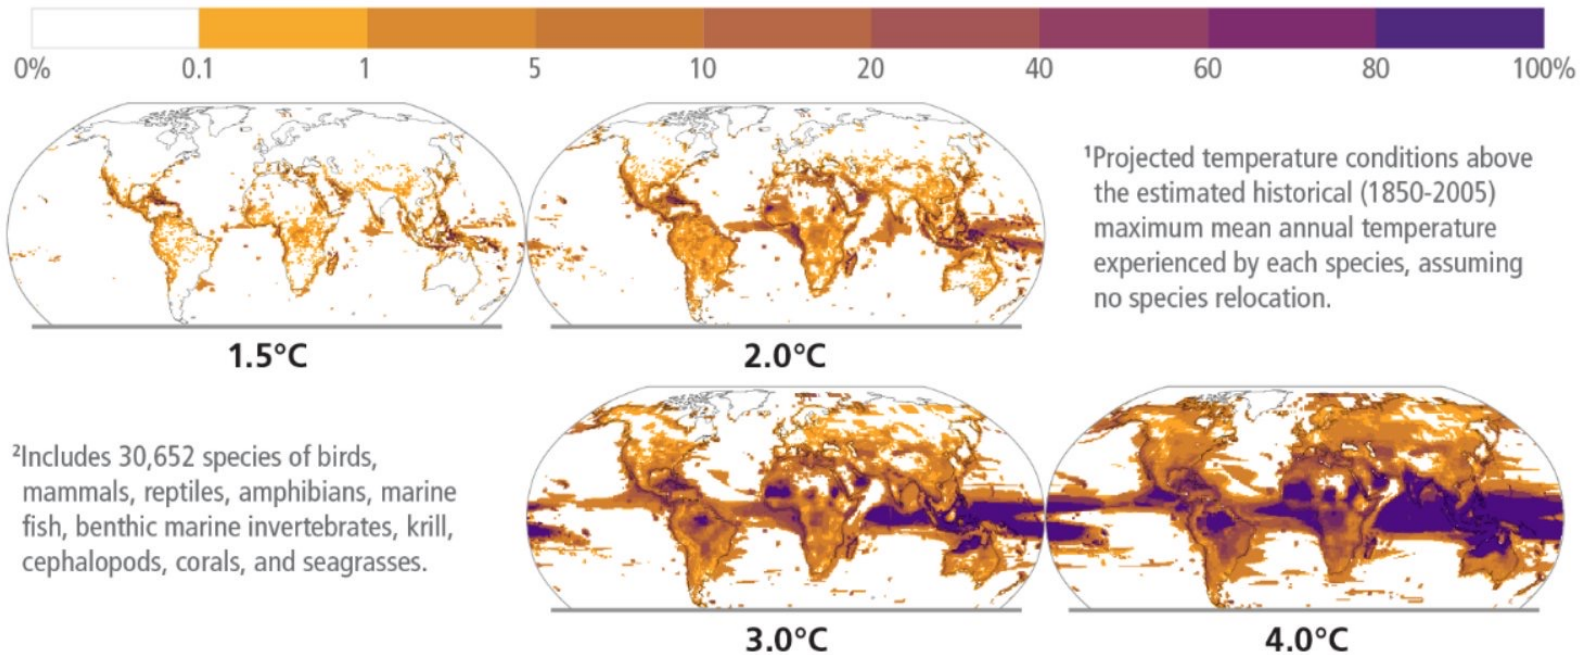 0% 0.1 1 5 10 20 40 60 80 100%
¹Projected temperature conditions above
the estimated historical (1850-2005)
maximum mean annual temperature
experienced by each species, assuming
no species relocation.
1.5°C 2.0°C
²Includes 30,652 species of birds,
mammals, reptiles, amphibians, marine
fish, benthic marine invertebrates, krill,
cephalopods, corals, and seagrasses.
3.0°C 4.0°C